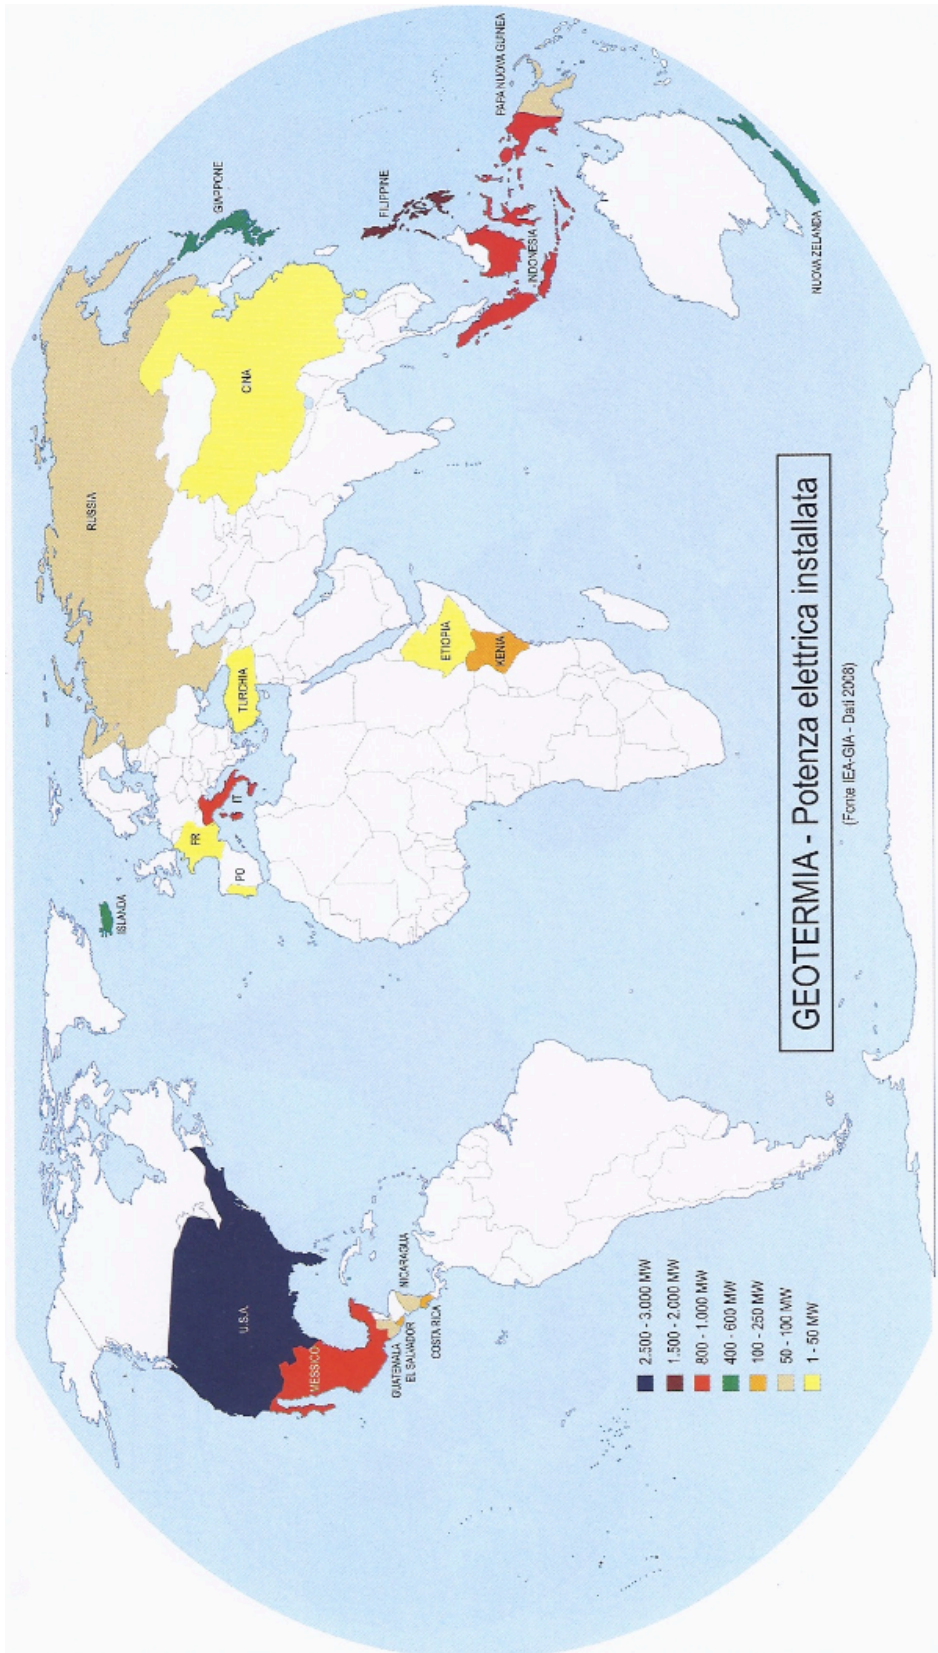 RUSSIA
GIAPPONE
ISLANDA
CINA
TURCHIA
FR
IT
PO
U.S.A.
MESSICO
FILIPPINE
GUATEMALA
EL SALVADOR
NICARAGUA
COSTA RICA
ETIOPIA
KENIA
PAPA NUOVA GUINEA
INDONESIA
NUOVA ZELANDA
2.500 - 3.000 MW
1.500 - 2.000 MW
800 - 1.000 MW
400 - 600 MW
100 - 250 MW
50 - 100 MW
1 - 50 MW
GEOTERMIA - Potenza elettrica installata
(Fonte IEA-GIA - Dati 2008)